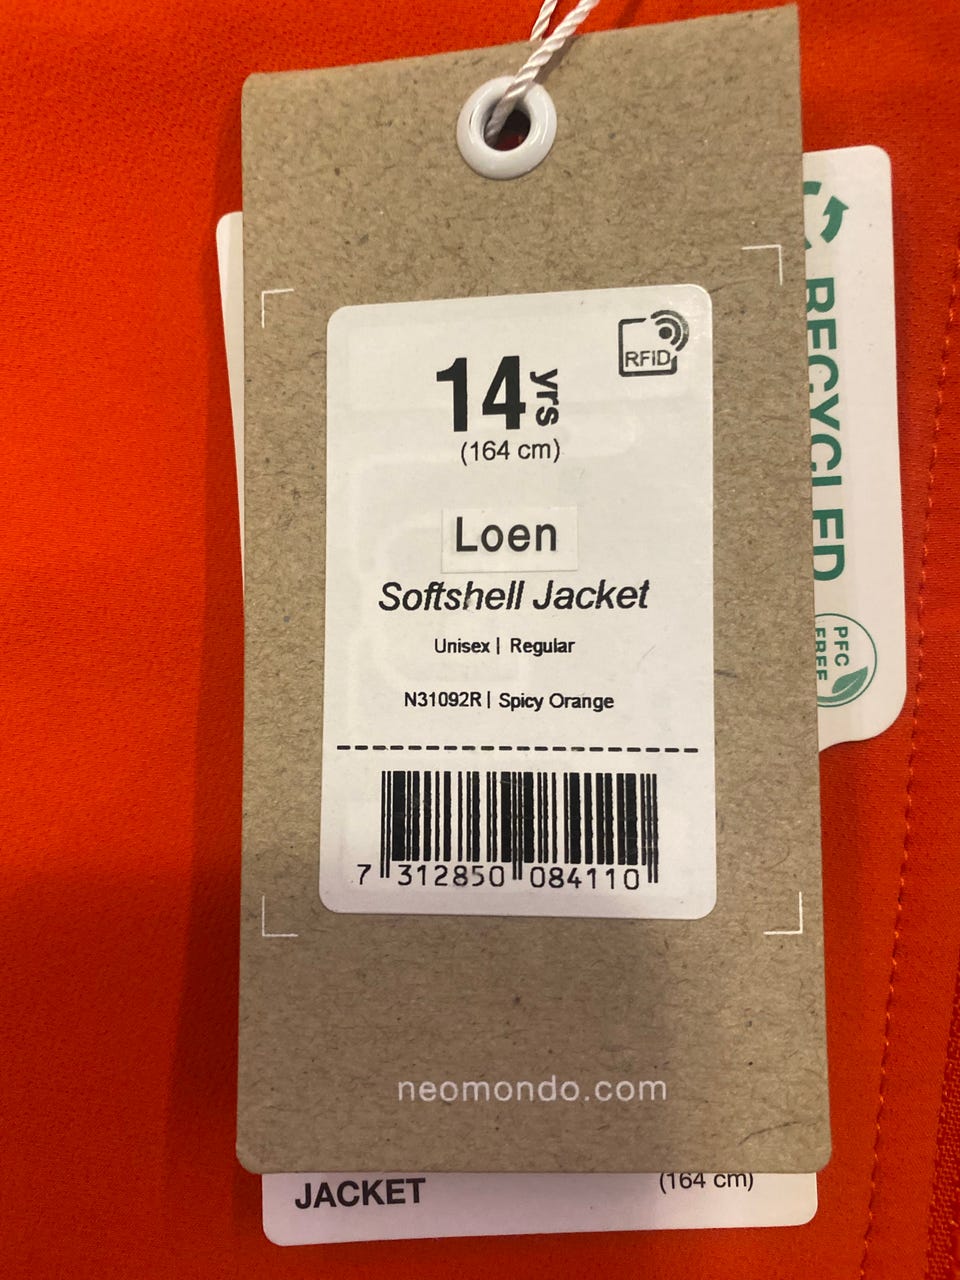 RFID
14 yrs
(164 cm)
Loen
Softshell Jacket
Unisex | Regular
N31092R | Spicy Orange
7 312850 084110
neomondo.com
RECYCLED
PFC
FREE
JACKET
(164 cm)